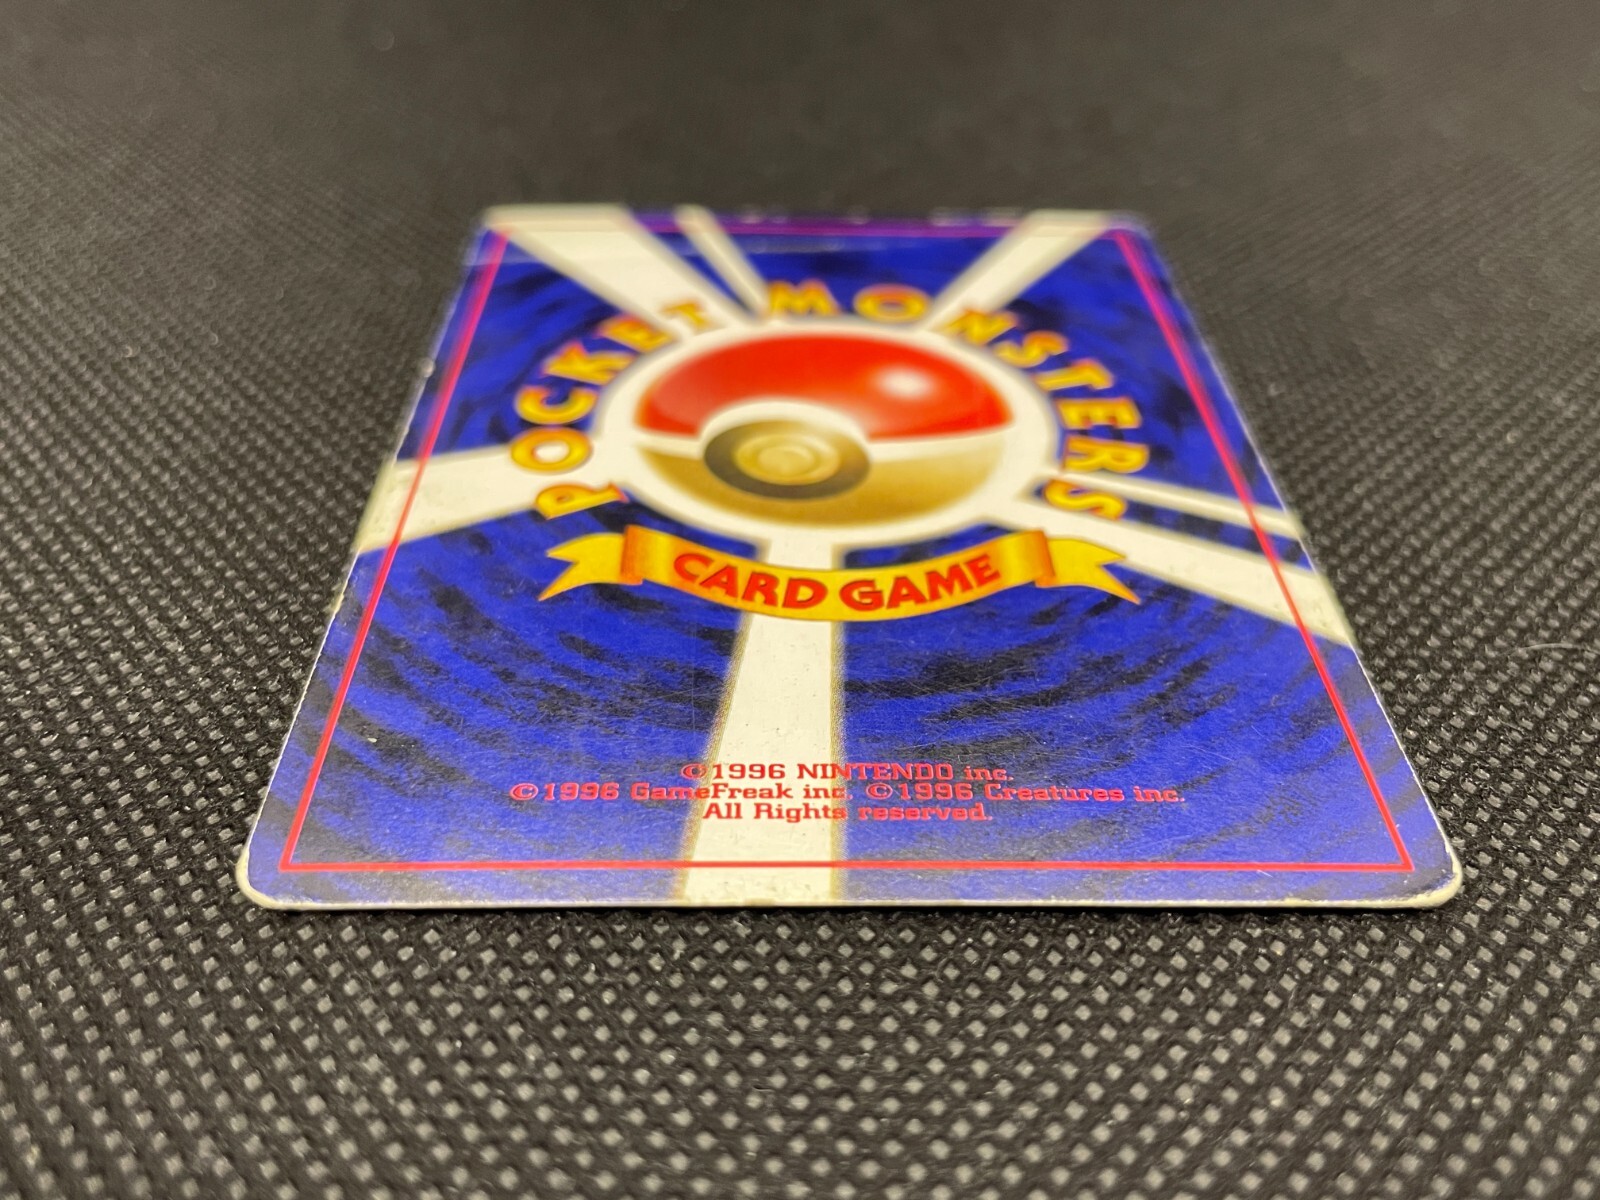 POCKET MONSTERS
CARD GAME
©1996 NINTENDO inc.
©1996 GameFreak inc. ©1996 Creatures inc.
All Rights reserved.